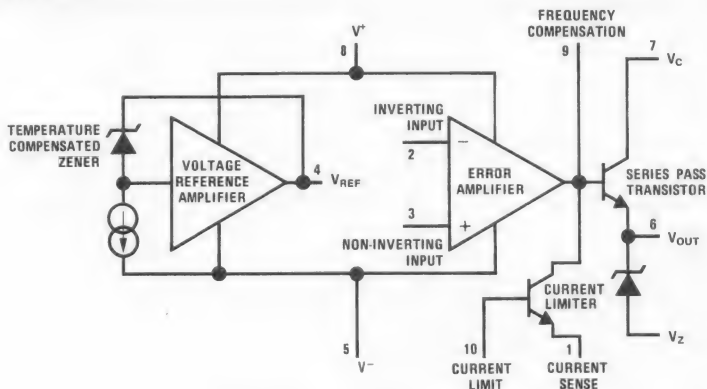 FREQUENCY
COMPENSATION
9
V+
8
7
VC
TEMPERATURE
COMPENSATED
ZENER
VOLTAGE
REFERENCE
AMPLIFIER
4
VREF
INVERTING
INPUT
2
−
ERROR
AMPLIFIER
3
+
NON-INVERTING
INPUT
SERIES PASS
TRANSISTOR
6
VOUT
CURRENT
LIMITER
VZ
5
V−
10
CURRENT
LIMIT
1
CURRENT
SENSE